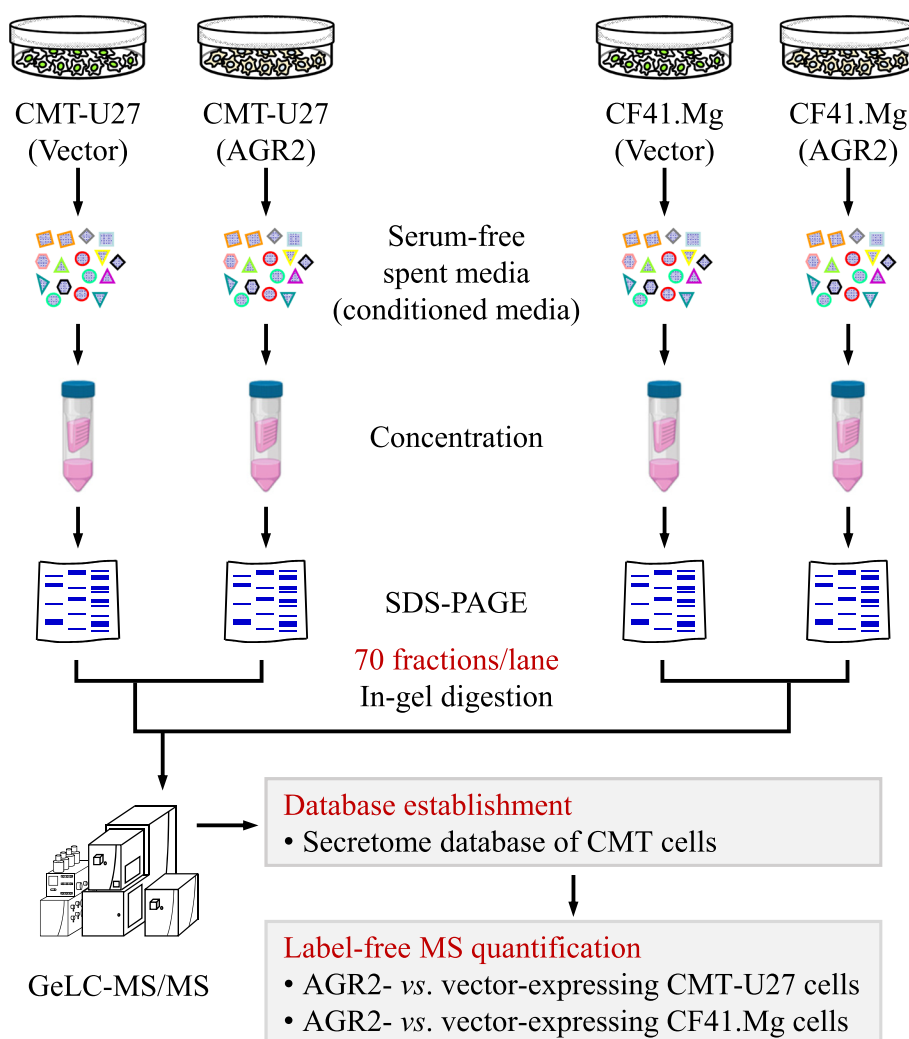 CMT-U27
(Vector)
CMT-U27
(AGR2)
CF41.Mg
(Vector)
CF41.Mg
(AGR2)
Serum-free
spent media
(conditioned media)
Concentration
SDS-PAGE
70 fractions/lane
In-gel digestion
GeLC-MS/MS
Database establishment
• Secretome database of CMT cells
Label-free MS quantification
• AGR2- vs. vector-expressing CMT-U27 cells
• AGR2- vs. vector-expressing CF41.Mg cells